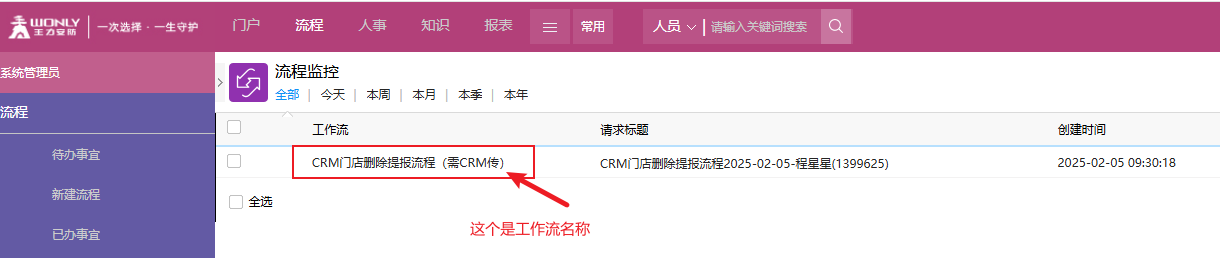 WONLY 王力安防 一次选择·一生守护 门户 流程 人事 知识 报表 常用 人员 请输入关键词搜索
系统管理员
流程
待办事宜
新建流程
已办事宜
流程监控
全部 | 今天 | 本周 | 本月 | 本季 | 本年
工作流 请求标题 创建时间
CRM门店删除提报流程（需CRM传） CRM门店删除提报流程2025-02-05-程星星(1399625) 2025-02-05 09:30:18
全选
这个是工作流名称